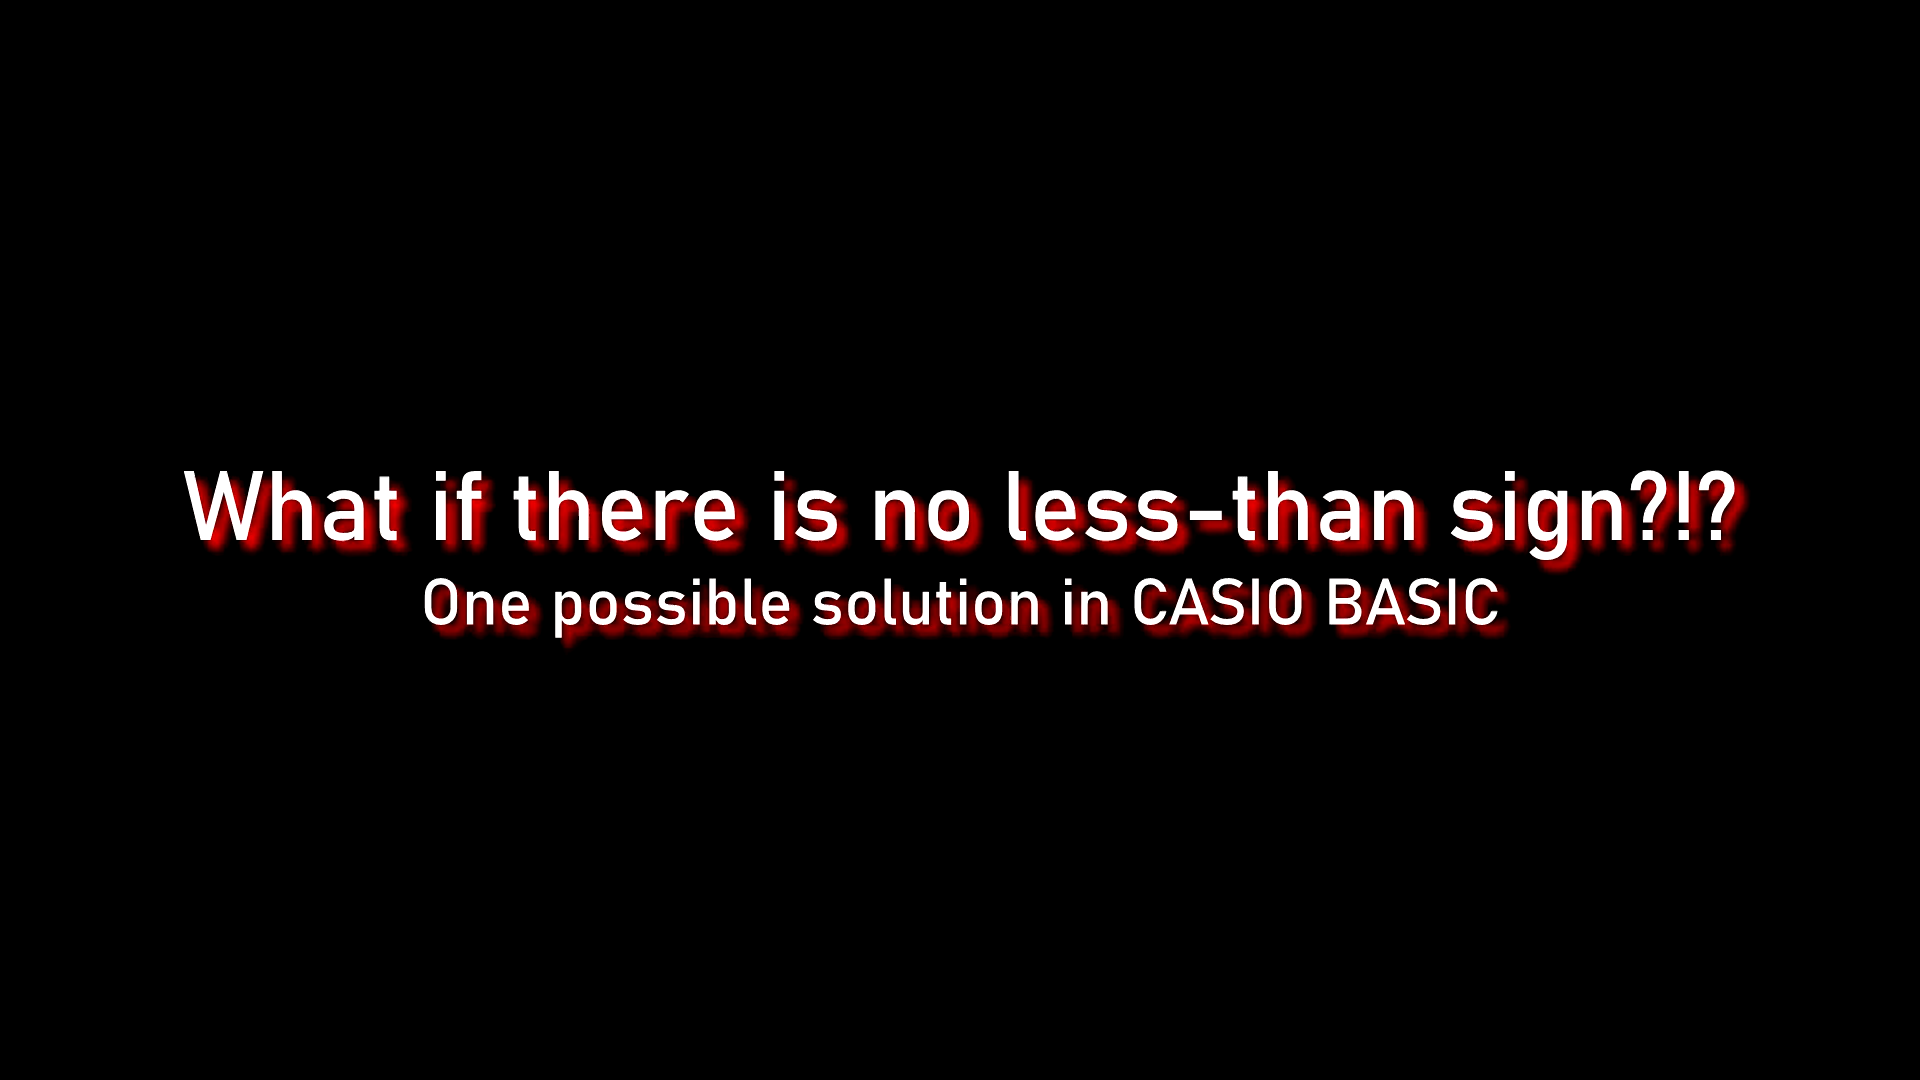 What if there is no less-than sign?!?
One possible solution in CASIO BASIC